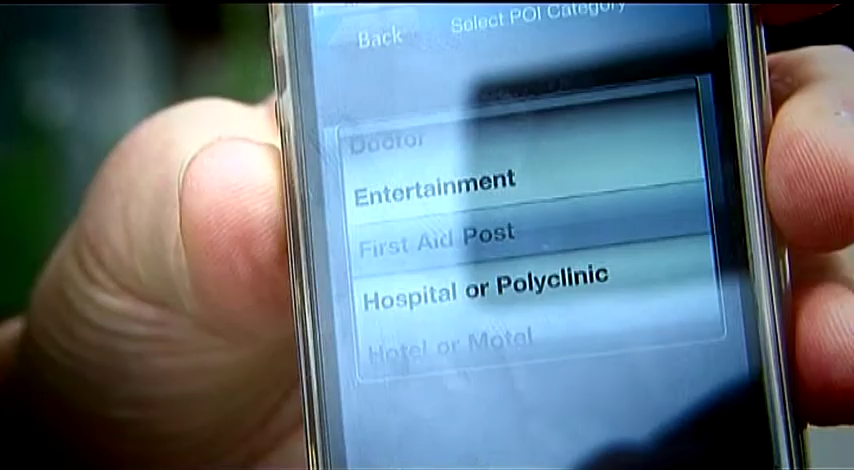 Back
Select POI Category
Doctor
Entertainment
First Aid Post
Hospital or Polyclinic
Hotel or Motel